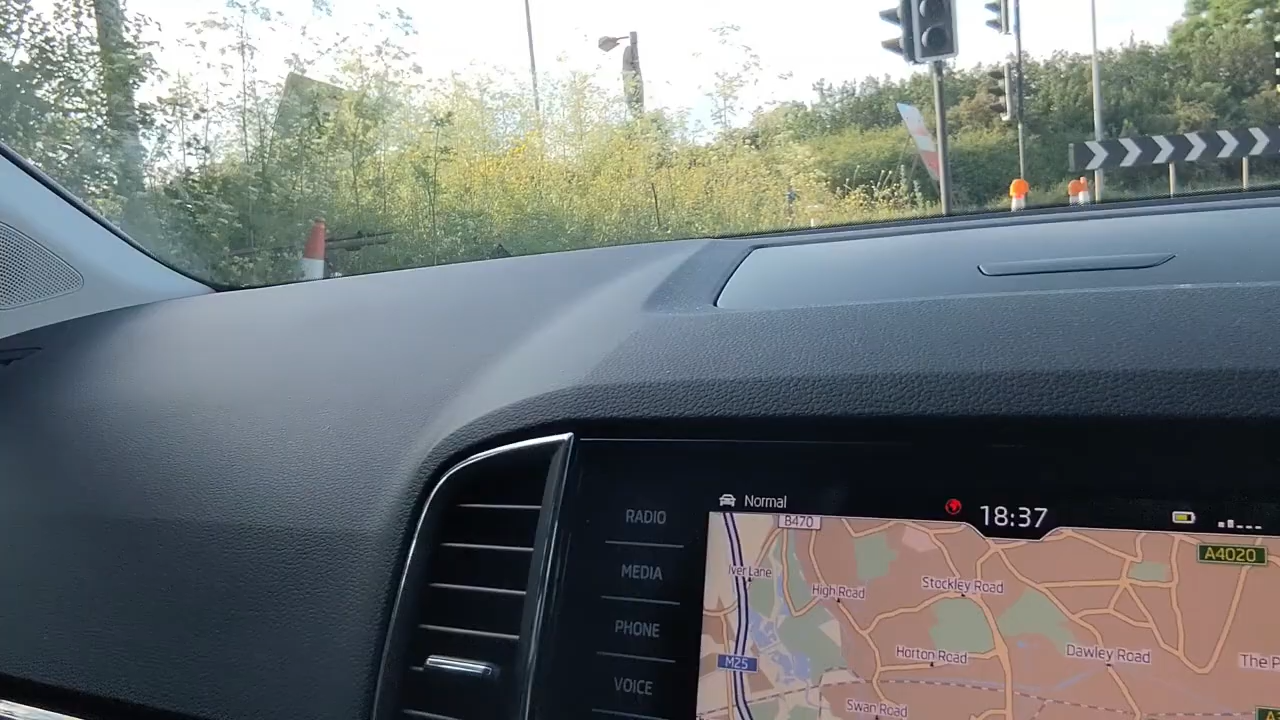 Normal
18:37
RADIO
MEDIA
PHONE
VOICE
B470
A4020
Iver Lane
High Road
Stockley Road
Horton Road
Dawley Road
M25
Swan Road
The P